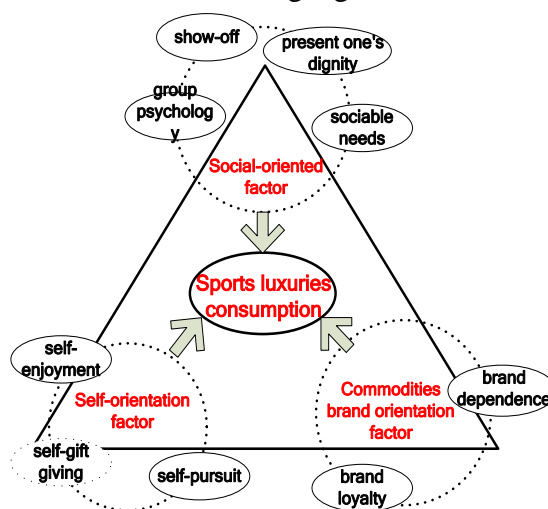 show-off
present one's
dignity
group
psycholog
y
sociable
needs
Social-oriented
factor
Sports luxuries
consumption
self-
enjoyment
Self-orientation
factor
self-gift
giving
self-pursuit
Commodities
brand orientation
factor
brand
dependence
brand
loyalty